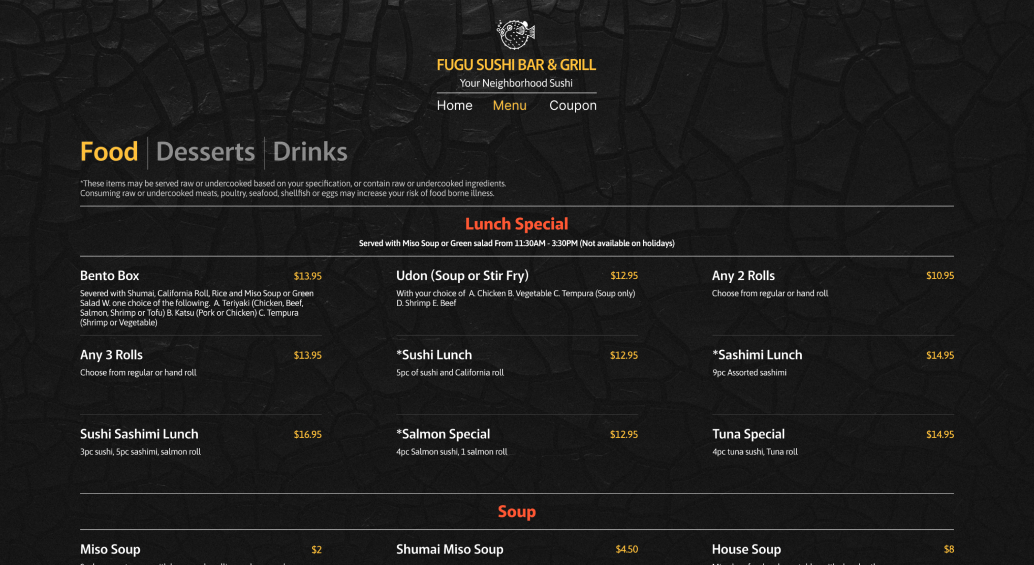 FUGU SUSHI BAR & GRILL
Your Neighborhood Sushi
Home Menu Coupon
Food Desserts Drinks
*These items may be served raw or undercooked based on your specification, or contain raw or undercooked ingredients.
Consuming raw or undercooked meats, poultry, seafood, shellfish or eggs may increase your risk of food borne illness.
Lunch Special
Served with Miso Soup or Green salad From 11:30AM - 3:30PM (Not available on holidays)
Bento Box $13.95
Severed with Shumai, California Roll, Rice and Miso Soup or Green
Salad W. one choice of the following. A. Teriyaki (Chicken, Beef,
Salmon, Shrimp or Tofu) B. Katsu (Pork or Chicken) C. Tempura
(Shrimp or Vegetable)
Udon (Soup or Stir Fry) $12.95
With your choice of A. Chicken B. Vegetable C. Tempura (Soup only)
D. Shrimp E. Beef
Any 2 Rolls $10.95
Choose from regular or hand roll
Any 3 Rolls $13.95
Choose from regular or hand roll
*Sushi Lunch $12.95
5pc of sushi and California roll
*Sashimi Lunch $14.95
9pc Assorted sashimi
Sushi Sashimi Lunch $16.95
3pc sushi, 5pc sashimi, salmon roll
*Salmon Special $12.95
4pc Salmon sushi, 1 salmon roll
Tuna Special $14.95
4pc tuna sushi, Tuna roll
Soup
Miso Soup $2
Shumai Miso Soup $4.50
House Soup $8